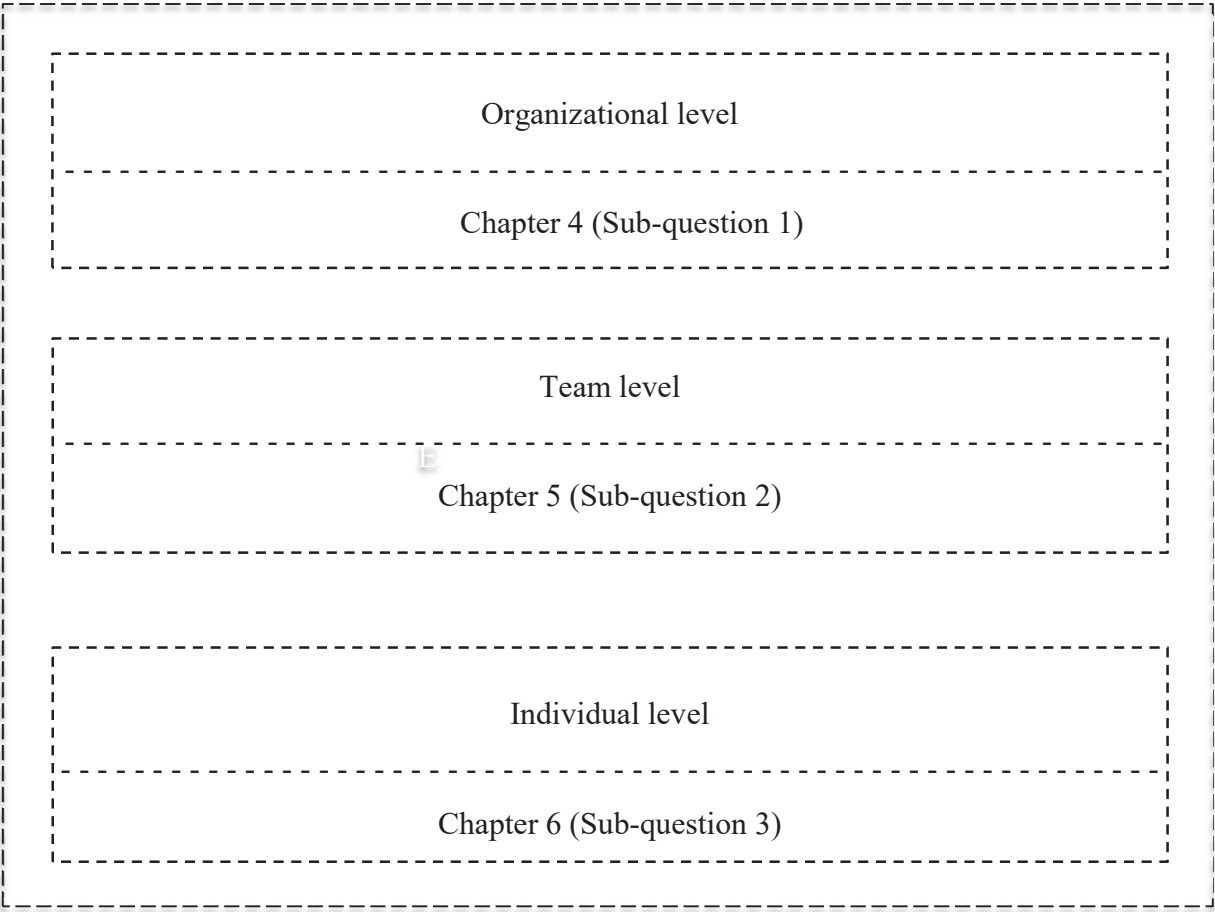 Organizational level
Chapter 4 (Sub-question 1)
Team level
E
Chapter 5 (Sub-question 2)
Individual level
Chapter 6 (Sub-question 3)